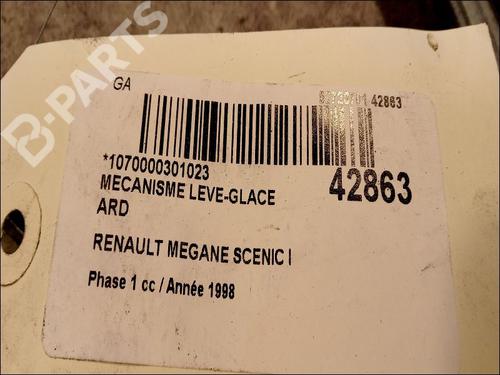 B-PARTS
GA
42863
*1070000301023
MECANISME LEVE-GLACE
42863
ARD
RENAULT MEGANE SCENIC I
Phase 1 cc / Année 1998